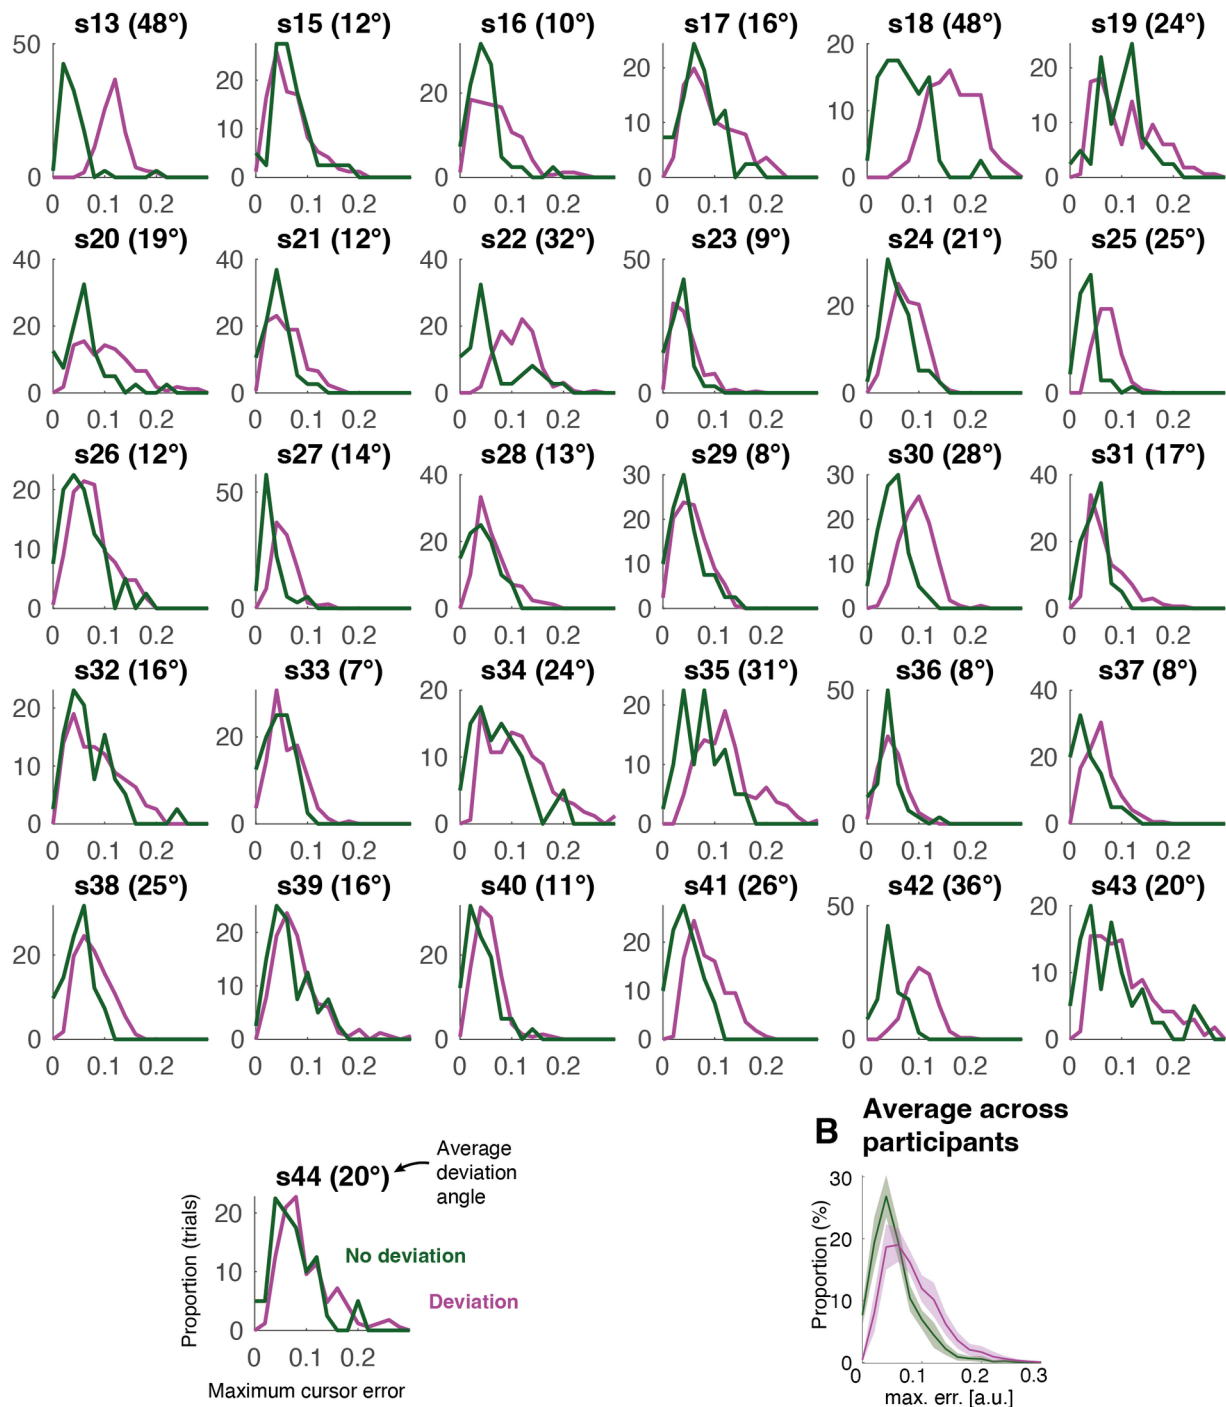 s13 (48°) s15 (12°) s16 (10°) s17 (16°) s18 (48°) s19 (24°)
50 20 20 20 20 20
10 10 10 10
0 0 0 0 0 0
0 0.1 0.2 0 0.1 0.2 0 0.1 0.2 0 0.1 0.2 0 0.1 0.2 0 0.1 0.2
s20 (19°) s21 (12°) s22 (32°) s23 (9°) s24 (21°) s25 (25°)
40 40 40 50 50
20 20 20 20
0 0 0 0 0 0
0 0.1 0.2 0 0.1 0.2 0 0.1 0.2 0 0.1 0.2 0 0.1 0.2 0 0.1 0.2
s26 (12°) s27 (14°) s28 (13°) s29 (8°) s30 (28°) s31 (17°)
20 50 40 30 30 40
10 20 20 20 20
10 10
0 0 0 0 0 0
0 0.1 0.2 0 0.1 0.2 0 0.1 0.2 0 0.1 0.2 0 0.1 0.2 0 0.1 0.2
s32 (16°) s33 (7°) s34 (24°) s35 (31°) s36 (8°) s37 (8°)
20 20 20 20 50 40
10 10 10 20
0 0 0 0 0 0
0 0.1 0.2 0 0.1 0.2 0 0.1 0.2 0 0.1 0.2 0 0.1 0.2 0 0.1 0.2
s38 (25°) s39 (16°) s40 (11°) s41 (26°) s42 (36°) s43 (20°)
20 20 20 20 50 20
10 10 10
0 0 0 0 0 0
0 0.1 0.2 0 0.1 0.2 0 0.1 0.2 0 0.1 0.2 0 0.1 0.2 0 0.1 0.2
s44 (20°)
Average
deviation
angle
Proportion (trials)
20
10
0
0 0.1 0.2
No deviation
Deviation
Maximum cursor error
B
Average across
participants
Proportion (%)
30
20
10
0
0 0.1 0.2 0.3
max. err. [a.u.]